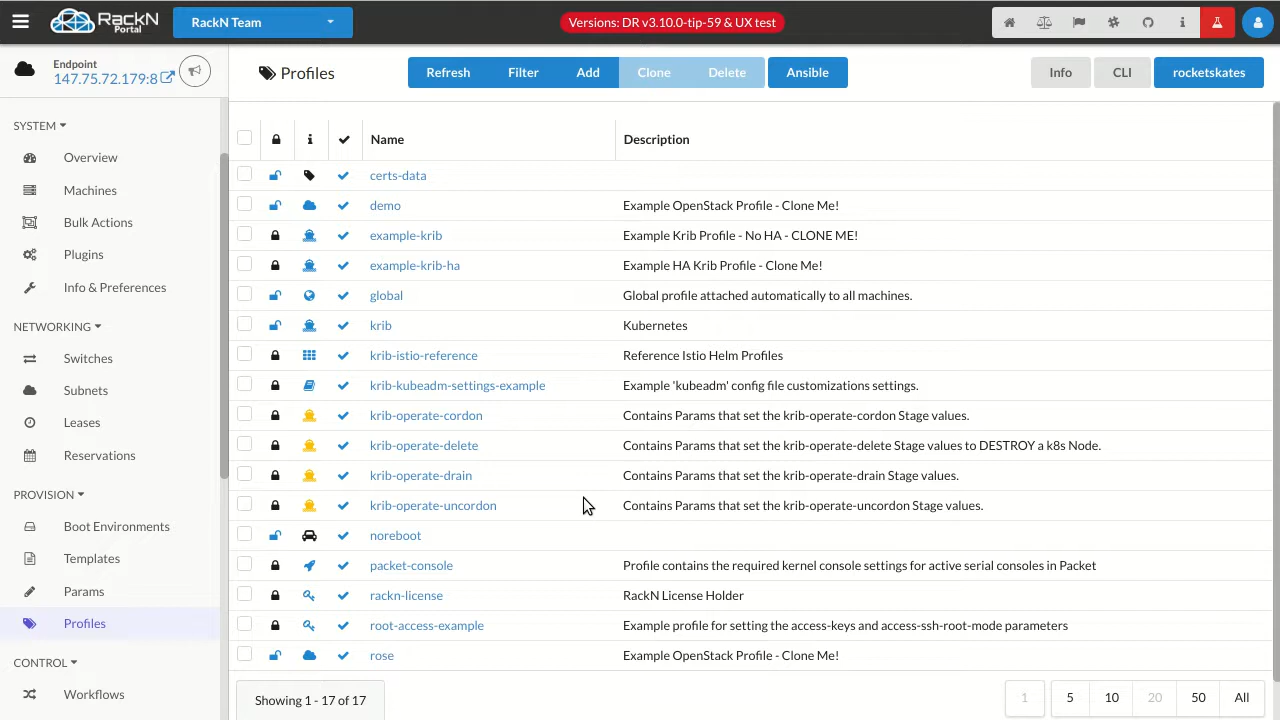 RackN Portal
RackN Team
Versions: DR v3.10.0-tip-59 & UX test
Endpoint
147.75.72.179:8
Profiles
Refresh
Filter
Add
Clone
Delete
Ansible
Info
CLI
rocketskates
SYSTEM
Overview
Machines
Bulk Actions
Plugins
Info & Preferences
NETWORKING
Switches
Subnets
Leases
Reservations
PROVISION
Boot Environments
Templates
Params
Profiles
CONTROL
Workflows
Name Description
certs-data
demo Example OpenStack Profile - Clone Me!
example-krib Example Krib Profile - No HA - CLONE ME!
example-krib-ha Example HA Krib Profile - Clone Me!
global Global profile attached automatically to all machines.
krib Kubernetes
krib-istio-reference Reference Istio Helm Profiles
krib-kubeadm-settings-example Example 'kubeadm' config file customizations settings.
krib-operate-cordon Contains Params that set the krib-operate-cordon Stage values.
krib-operate-delete Contains Params that set the krib-operate-delete Stage values to DESTROY a k8s Node.
krib-operate-drain Contains Params that set the krib-operate-drain Stage values.
krib-operate-uncordon Contains Params that set the krib-operate-uncordon Stage values.
noreboot
packet-console Profile contains the required kernel console settings for active serial consoles in Packet
rackn-license RackN License Holder
root-access-example Example profile for setting the access-keys and access-ssh-root-mode parameters
rose Example OpenStack Profile - Clone Me!
Showing 1 - 17 of 17
1
5
10
20
50
All